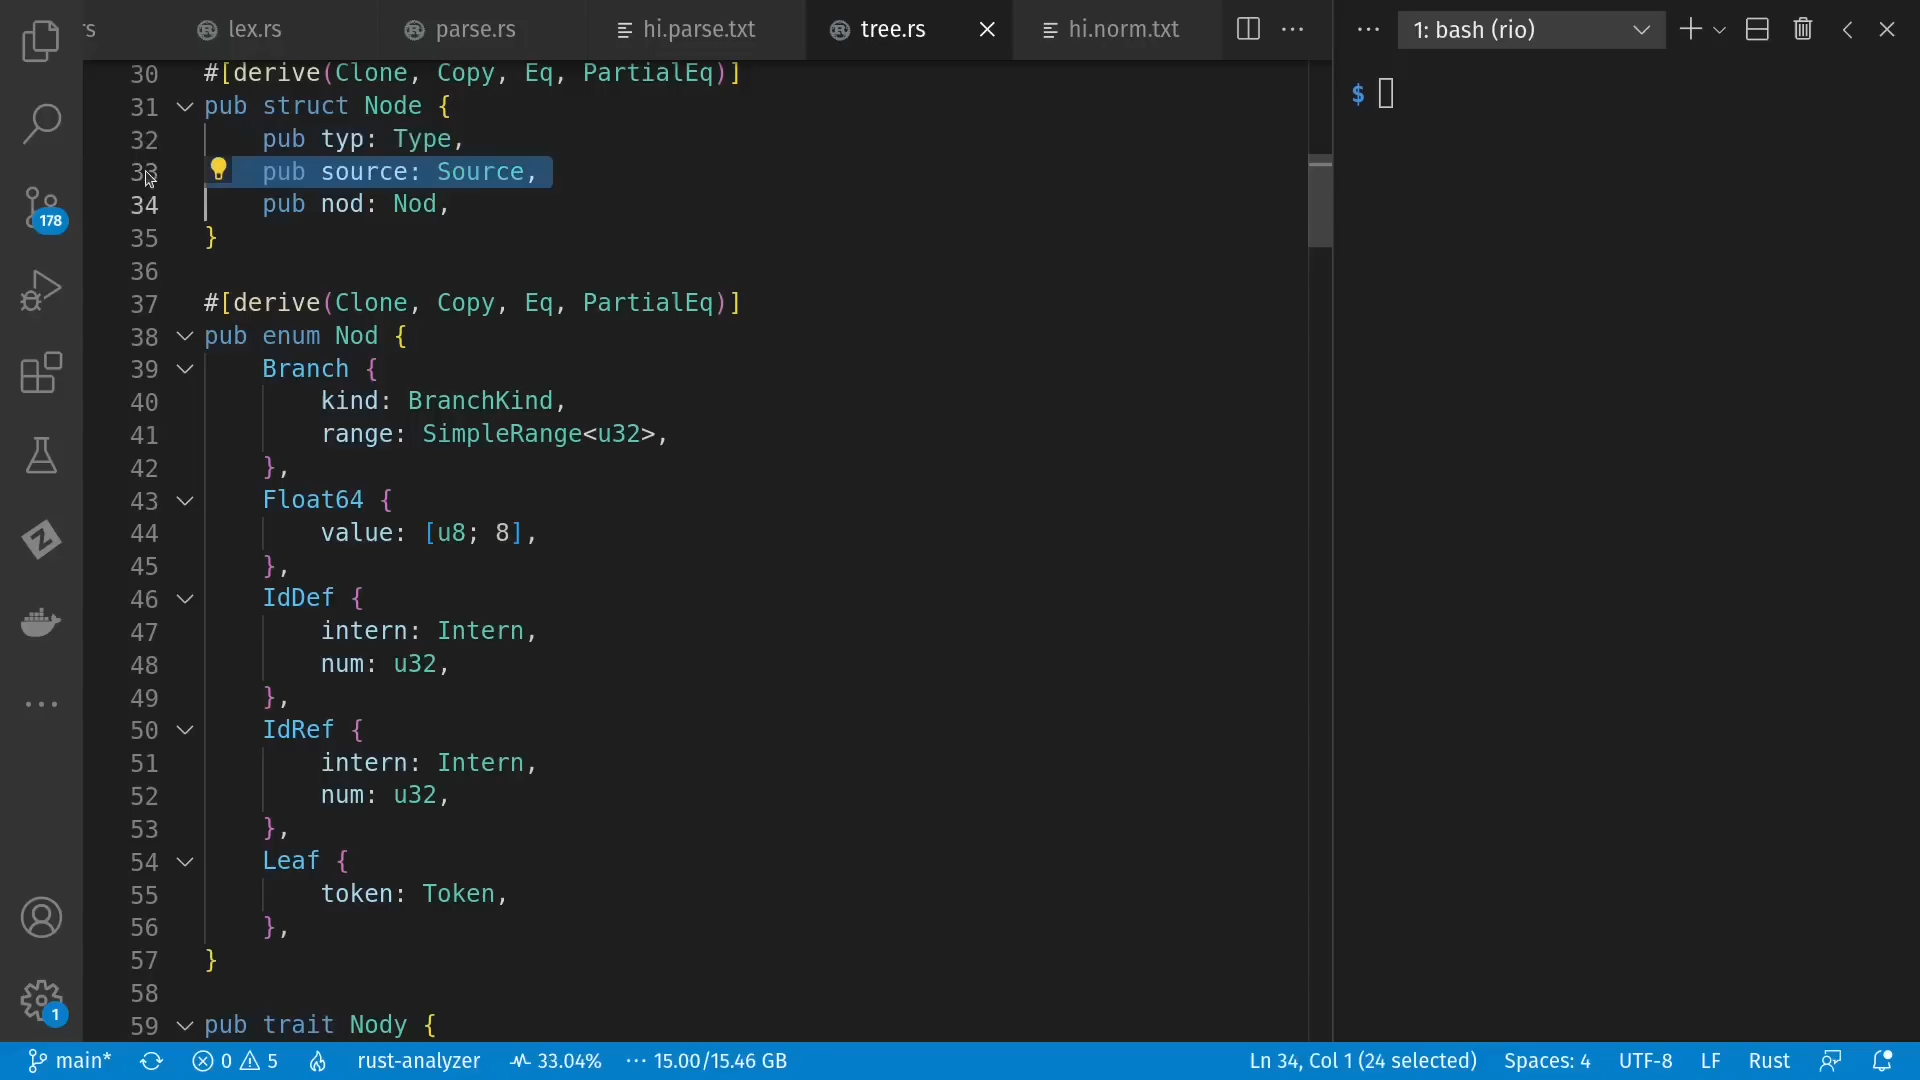 rs lex.rs parse.rs hi.parse.txt tree.rs hi.norm.txt 1: bash (rio)
30 #[derive(Clone, Copy, Eq, PartialEq)]
31 pub struct Node {
32 pub typ: Type,
33 pub source: Source,
34 pub nod: Nod,
35 }
36
37 #[derive(Clone, Copy, Eq, PartialEq)]
38 pub enum Nod {
39 Branch {
40 kind: BranchKind,
41 range: SimpleRange<u32>,
42 },
43 Float64 {
44 value: [u8; 8],
45 },
46 IdDef {
47 intern: Intern,
48 num: u32,
49 },
50 IdRef {
51 intern: Intern,
52 num: u32,
53 },
54 Leaf {
55 token: Token,
56 },
57 }
58
59 pub trait Nody {
$
178
1
main* 0 5 rust-analyzer 33.04% 15.00/15.46 GB Ln 34, Col 1 (24 selected) Spaces: 4 UTF-8 LF Rust